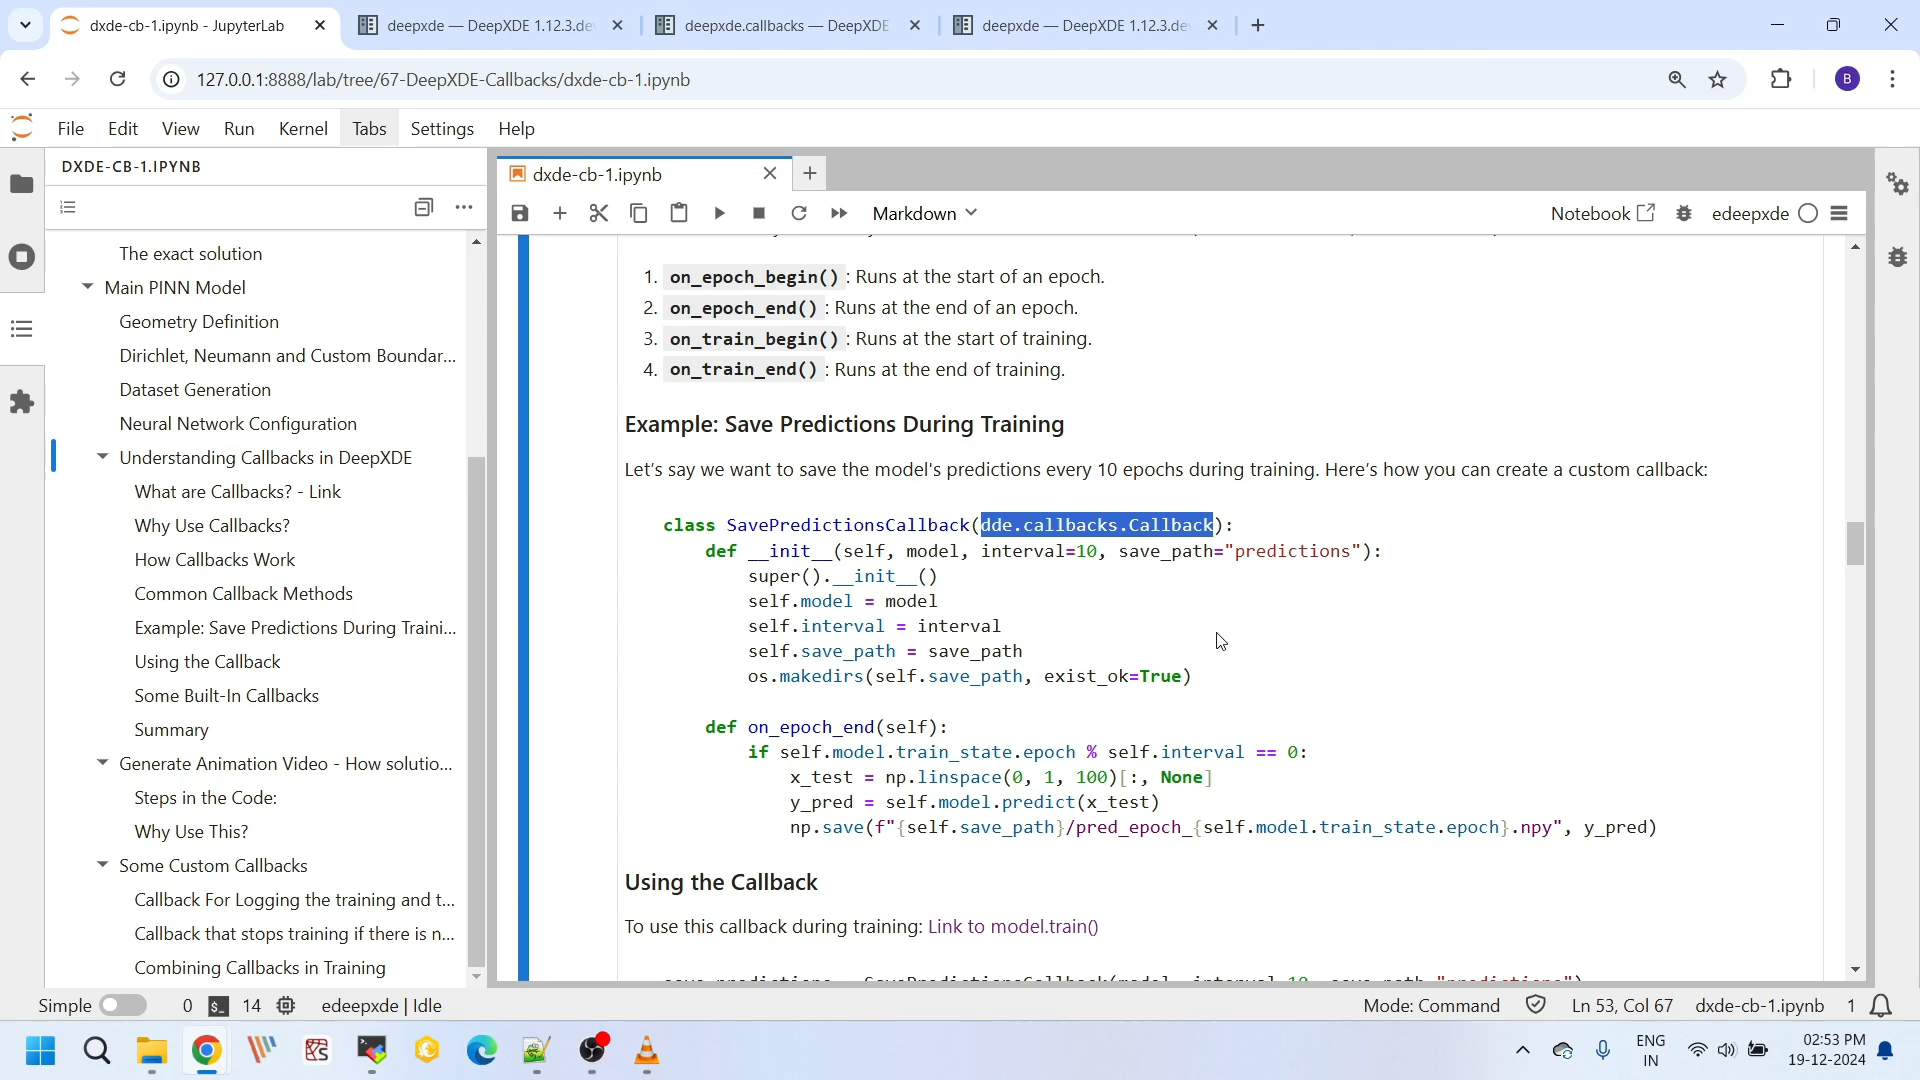 dxde-cb-1.ipynb - JupyterLab
deepxde — DeepXDE 1.12.3.de
deepxde.callbacks — DeepXDE
deepxde — DeepXDE 1.12.3.de
127.0.0.1:8888/lab/tree/67-DeepXDE-Callbacks/dxde-cb-1.ipynb
B
File Edit View Run Kernel Tabs Settings Help
DXDE-CB-1.IPYNB
The exact solution
Main PINN Model
Geometry Definition
Dirichlet, Neumann and Custom Boundar...
Dataset Generation
Neural Network Configuration
Understanding Callbacks in DeepXDE
What are Callbacks? - Link
Why Use Callbacks?
How Callbacks Work
Common Callback Methods
Example: Save Predictions During Traini...
Using the Callback
Some Built-In Callbacks
Summary
Generate Animation Video - How solutio...
Steps in the Code:
Why Use This?
Some Custom Callbacks
Callback For Logging the training and t...
Callback that stops training if there is n...
Combining Callbacks in Training
dxde-cb-1.ipynb
Markdown
Notebook
edeepxde
1. on_epoch_begin() : Runs at the start of an epoch.
2. on_epoch_end() : Runs at the end of an epoch.
3. on_train_begin() : Runs at the start of training.
4. on_train_end() : Runs at the end of training.
Example: Save Predictions During Training
Let's say we want to save the model's predictions every 10 epochs during training. Here's how you can create a custom callback:
class SavePredictionsCallback(dde.callbacks.Callback):
def __init__(self, model, interval=10, save_path="predictions"):
super().__init__()
self.model = model
self.interval = interval
self.save_path = save_path
os.makedirs(self.save_path, exist_ok=True)
def on_epoch_end(self):
if self.model.train_state.epoch % self.interval == 0:
x_test = np.linspace(0, 1, 100)[:, None]
y_pred = self.model.predict(x_test)
np.save(f"{self.save_path}/pred_epoch_{self.model.train_state.epoch}.npy", y_pred)
Using the Callback
To use this callback during training: Link to model.train()
Simple
0
14
edeepxde | Idle
Mode: Command
Ln 53, Col 67
dxde-cb-1.ipynb
1
ENG
IN
02:53 PM
19-12-2024